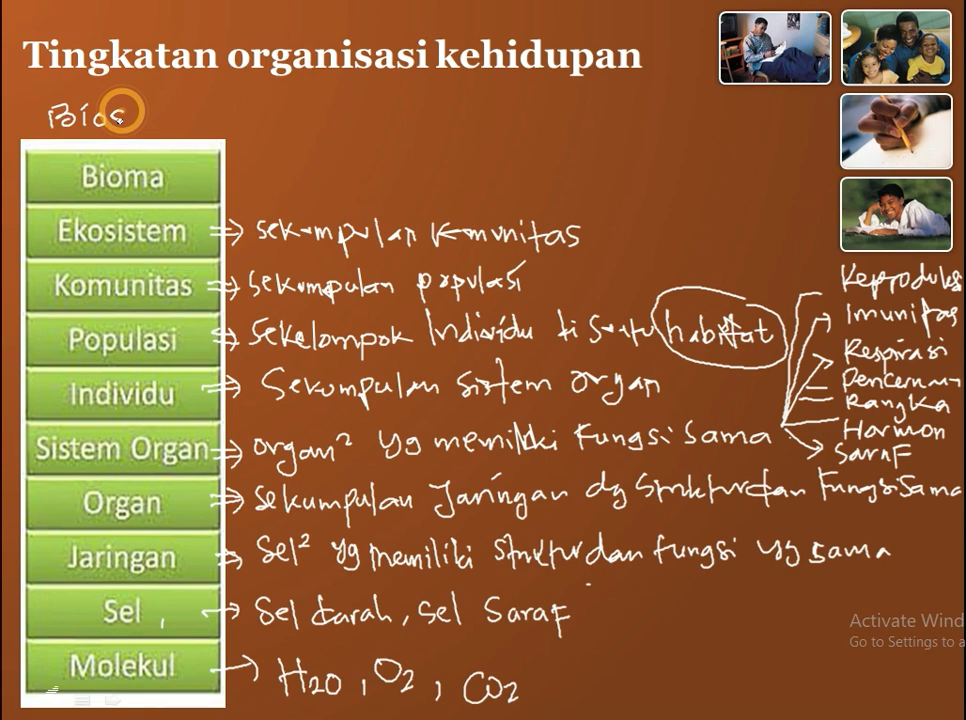 Tingkatan organisasi kehidupan
Bios
Bioma
Ekosistem => sekumpulan komunitas
Komunitas => sekumpulan populasi
Populasi => sekelompok Individu di suatu habitat
Individu => Sekumpulan sistem organ
Sistem Organ => organ² yg memiliki Fungsi sama
Reproduksi
Imunitas
Respirasi
Pencernaan
Rangka
Hormon
Saraf
Organ => sekumpulan Jaringan dg struktur dan Fungsi sama
Jaringan => Sel² yg memiliki struktur dan fungsi yg sama
Sel -> Sel darah, sel Saraf
Molekul -> H2O, O2, CO2
Activate Wind
Go to Settings to a